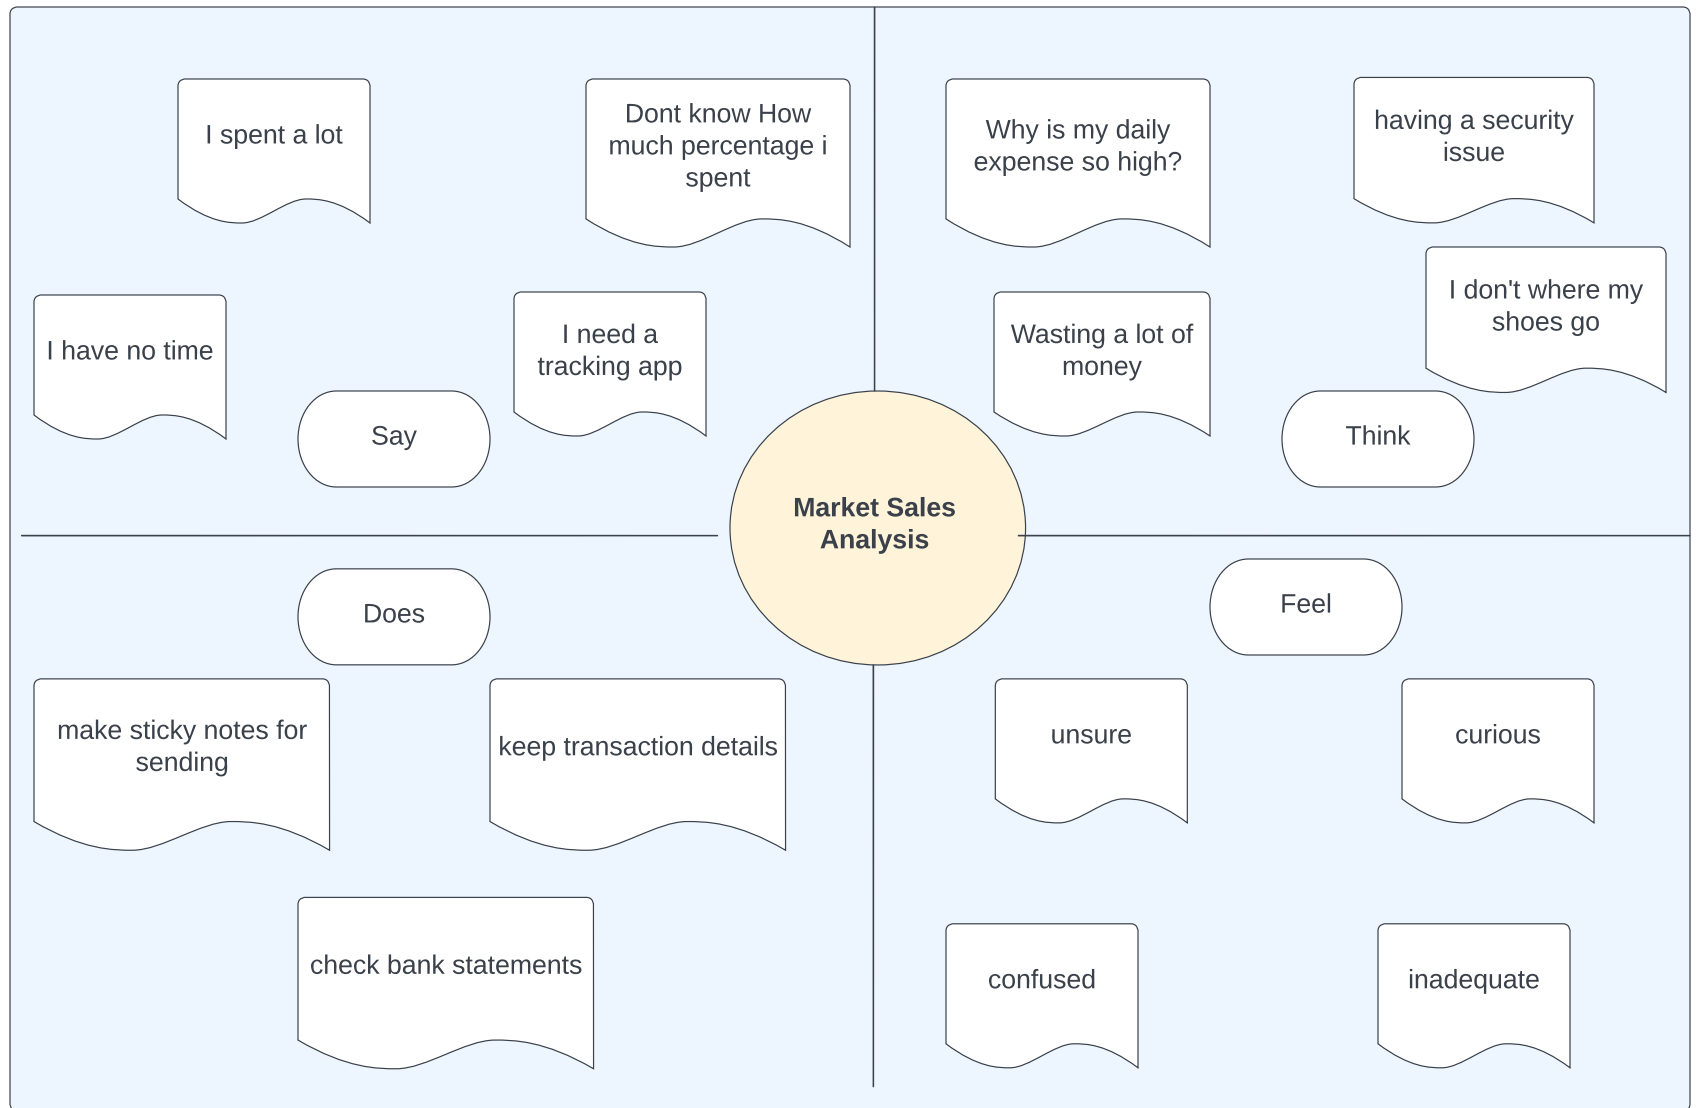 I spent a lot
Dont know How
much percentage i
spent
I have no time
I need a
tracking app
Say
Why is my daily
expense so high?
having a security
issue
I don't where my
shoes go
Wasting a lot of
money
Think
Market Sales
Analysis
Does
make sticky notes for
sending
keep transaction details
check bank statements
Feel
unsure
curious
confused
inadequate